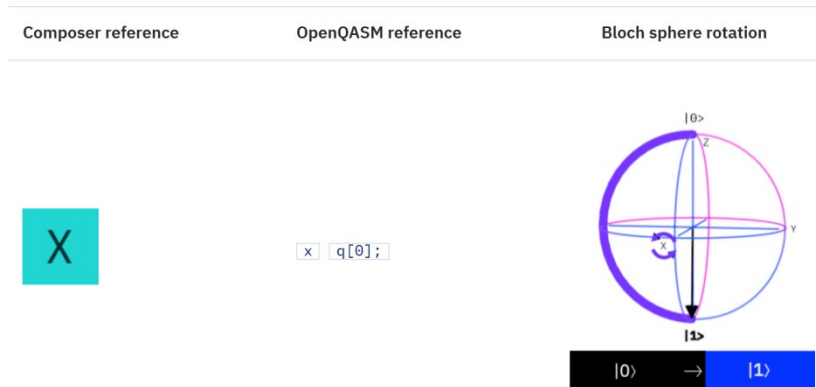 Composer reference OpenQASM reference Bloch sphere rotation
|0>
Z
Y
X
X x q[0];
|1>
|0⟩ → |1⟩